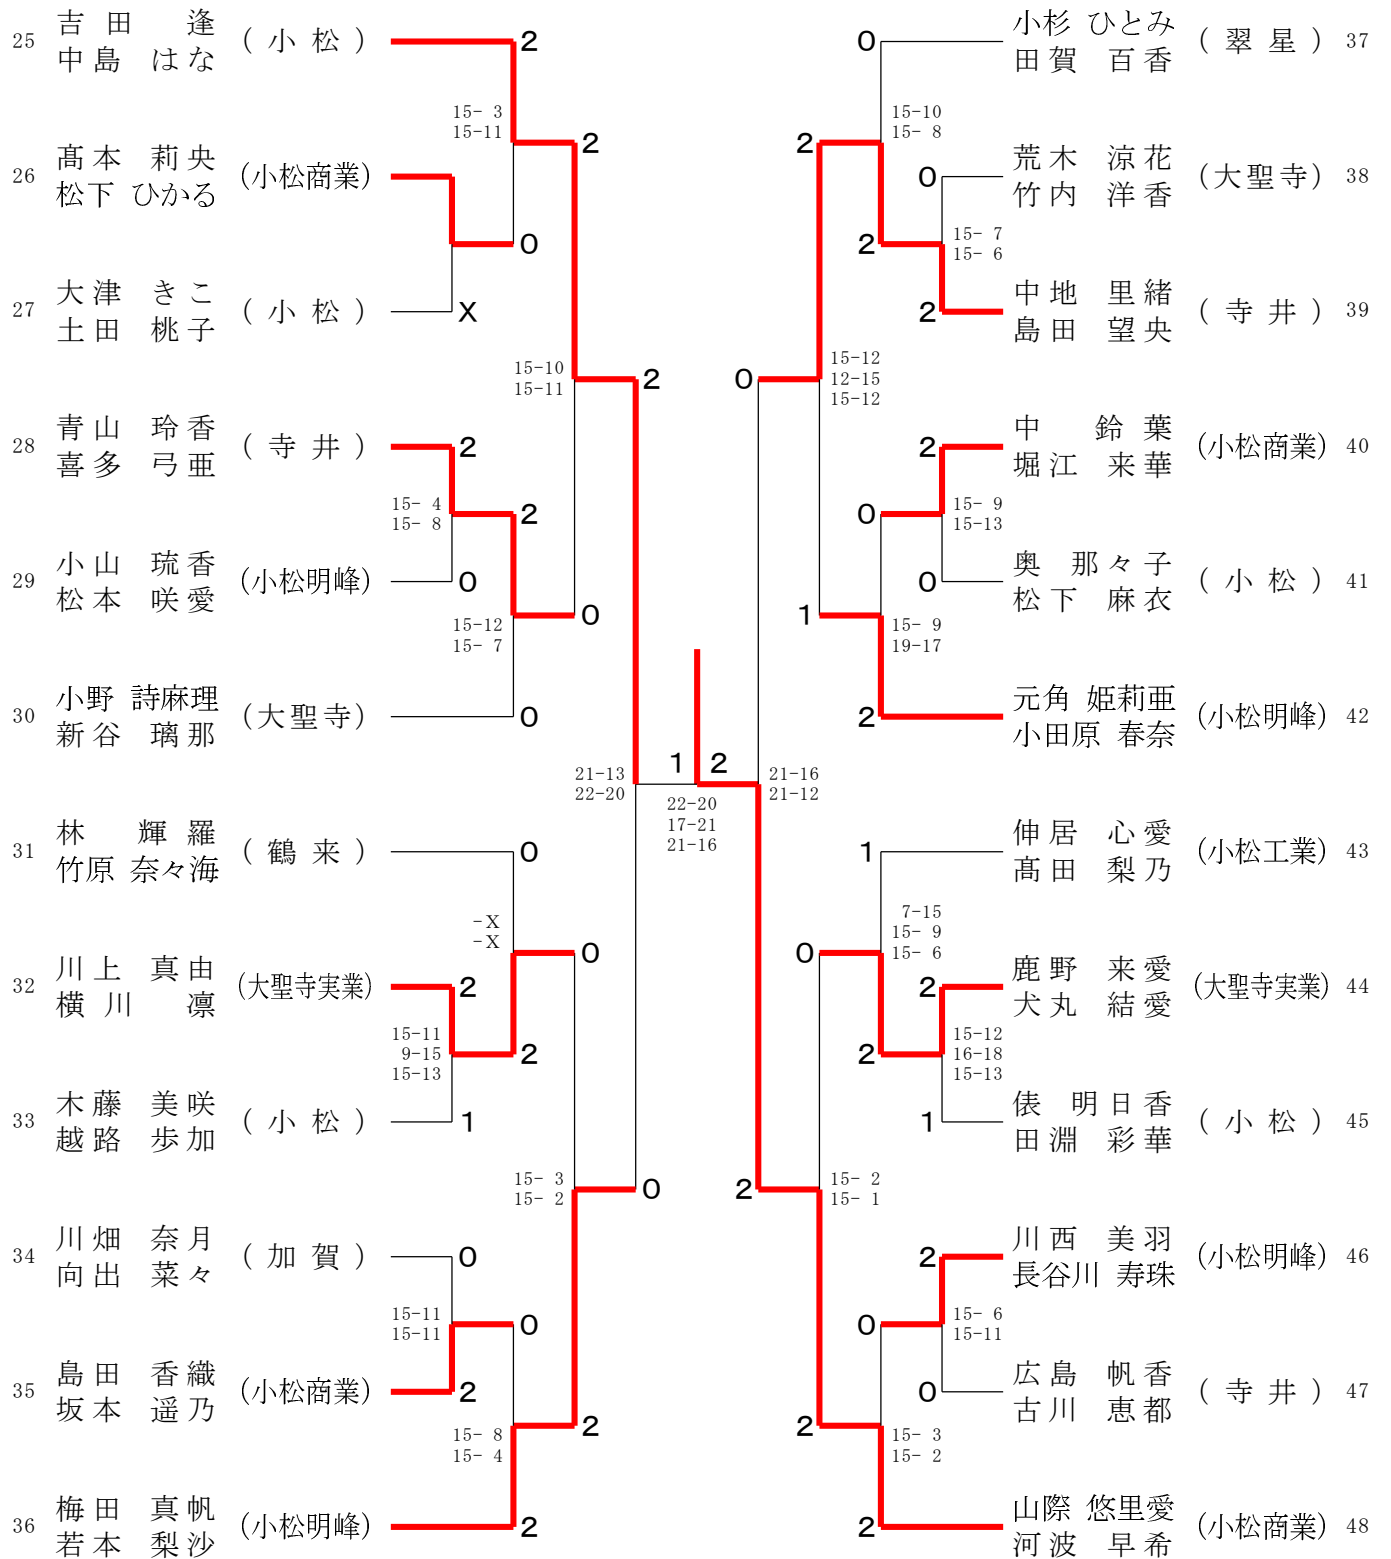 25 吉田 逢 (小松) 2
中島 はな
15- 3
15-11
2
26 髙本 莉央 (小松商業)
松下 ひかる
0
27 大津 きこ (小松) X
土田 桃子
15-10
15-11
2
28 青山 玲香 (寺井) 2
喜多 弓亜
15- 4
15- 8
2
29 小山 琉香 (小松明峰) 0
松本 咲愛
15-12
15- 7
0
30 小野 詩麻理 (大聖寺) 0
新谷 璃那
21-13
22-20
31 林 輝羅 (鶴来) 0
竹原 奈々海
-X
-X
0
32 川上 真由 (大聖寺実業) 2
横川 凛
15-11
9-15
15-13
2
33 木藤 美咲 (小松) 1
越路 歩加
15- 3
15- 2
0
34 川畑 奈月 (加賀) 0
向出 菜々
15-11
15-11
0
35 島田 香織 (小松商業) 2
坂本 遥乃
15- 8
15- 4
2
36 梅田 真帆 (小松明峰) 2
若本 梨沙
1 2
22-20
17-21
21-16
0 小杉 ひとみ (翠星) 37
田賀 百香
15-10
15- 8
2
0 荒木 涼花 (大聖寺) 38
竹内 洋香
15- 7
15- 6
2
2 中地 里緒 (寺井) 39
島田 望央
15-12
12-15
15-12
0
2 中 鈴葉 (小松商業) 40
堀江 来華
15- 9
15-13
0
0 奥 那々子 (小松) 41
松下 麻衣
15- 9
19-17
1
2 元角 姫莉亜 (小松明峰) 42
小田原 春奈
21-16
21-12
1 伸居 心愛 (小松工業) 43
髙田 梨乃
7-15
15- 9
15- 6
0
2 鹿野 来愛 (大聖寺実業) 44
犬丸 結愛
15-12
16-18
15-13
2
1 俵 明日香 (小松) 45
田淵 彩華
15- 2
15- 1
2
2 川西 美羽 (小松明峰) 46
長谷川 寿珠
15- 6
15-11
0
0 広島 帆香 (寺井) 47
古川 恵都
15- 3
15- 2
2
2 山際 悠里愛 (小松商業) 48
河波 早希